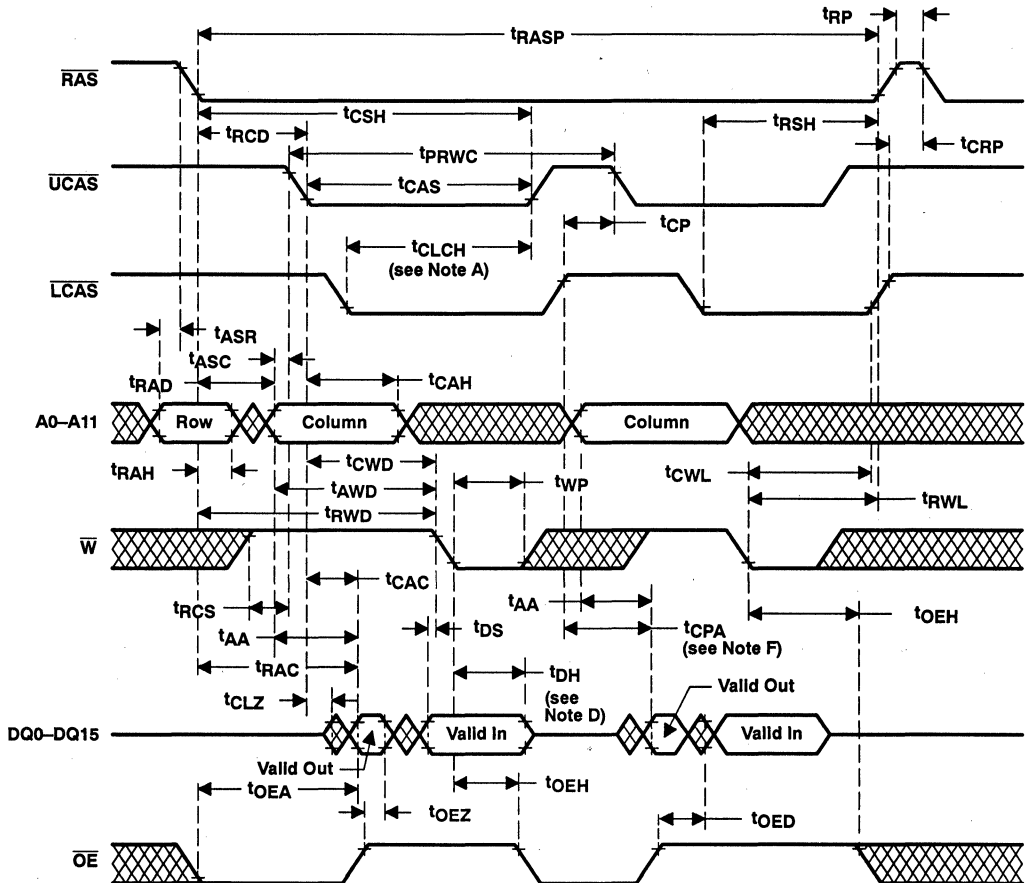 tRP
tRASP
RAS
tCSH
tRCD
tRSH
tPRWC
tCRP
UCAS
tCAS
tCP
tCLCH
(see Note A)
LCAS
tASR
tASC
tRAD
tCAH
A0–A11
Row
Column
Column
tCWD
tRAH
tAWD
tWP
tCWL
tRWL
tRWD
W
tCAC
tRCS
tAA
tOEH
tAA
tDS
tCPA
(see Note F)
tRAC
tDH
(see
Note D)
tCLZ
Valid Out
DQ0–DQ15
Valid In
Valid In
Valid Out
tOEH
tOEA
tOEZ
tOED
OE